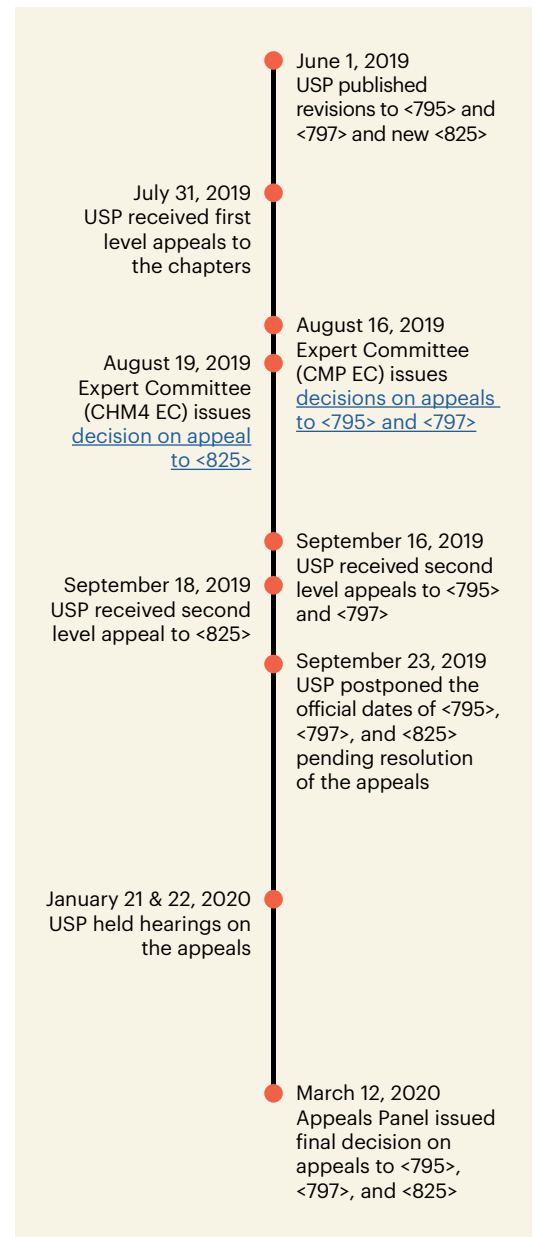 June 1, 2019
USP published
revisions to <795> and
<797> and new <825>
July 31, 2019
USP received first
level appeals to
the chapters
August 16, 2019
Expert Committee
(CMP EC) issues
decisions on appeals
to <795> and <797>
August 19, 2019
Expert Committee
(CHM4 EC) issues
decision on appeal
to <825>
September 16, 2019
USP received second
level appeals to <795>
and <797>
September 18, 2019
USP received second
level appeal to <825>
September 23, 2019
USP postponed the
official dates of <795>,
<797>, and <825>
pending resolution
of the appeals
January 21 & 22, 2020
USP held hearings on
the appeals
March 12, 2020
Appeals Panel issued
final decision on
appeals to <795>,
<797>, and <825>